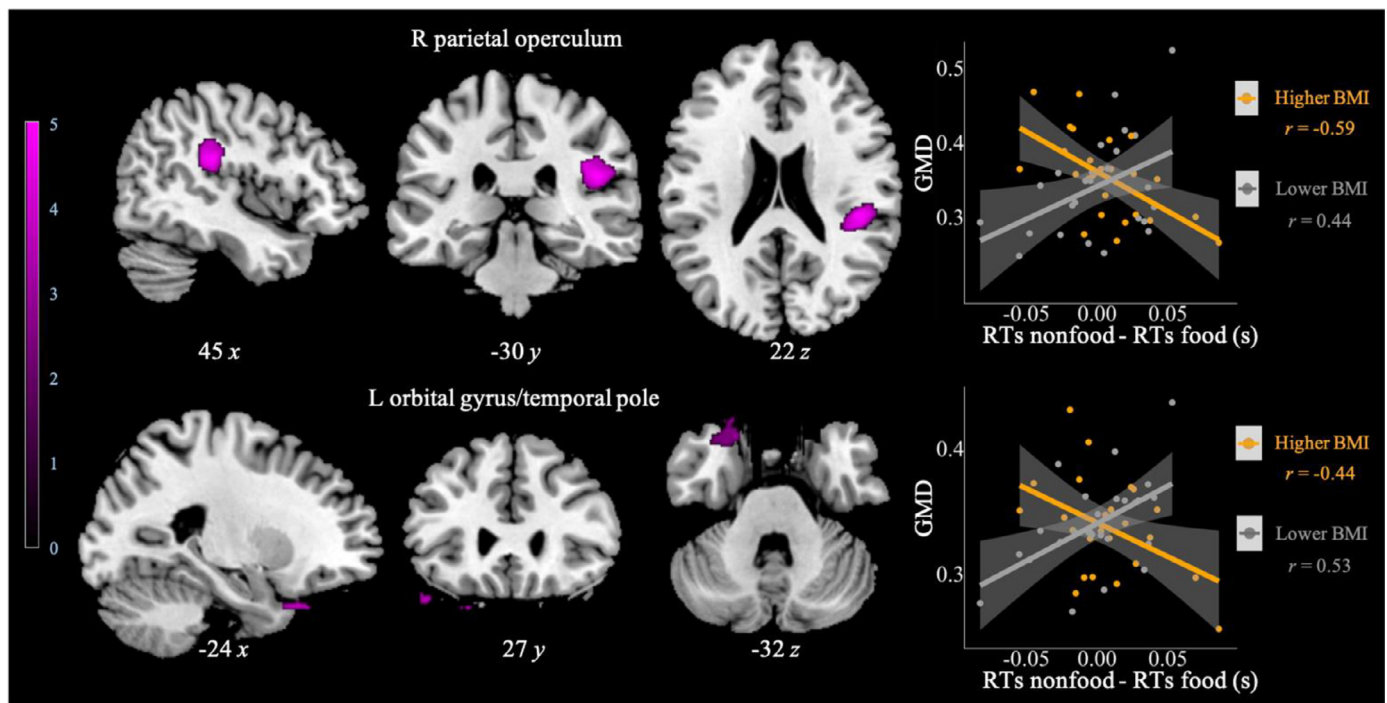 R parietal operculum
5
4
3
2
1
0
45 x
-30 y
22 z
GMD
0.5
0.4
0.3
-0.05
0.00
0.05
RTs nonfood - RTs food (s)
Higher BMI
r = -0.59
Lower BMI
r = 0.44
L orbital gyrus/temporal pole
-24 x
27 y
-32 z
GMD
0.4
0.3
-0.05
0.00
0.05
RTs nonfood - RTs food (s)
Higher BMI
r = -0.44
Lower BMI
r = 0.53